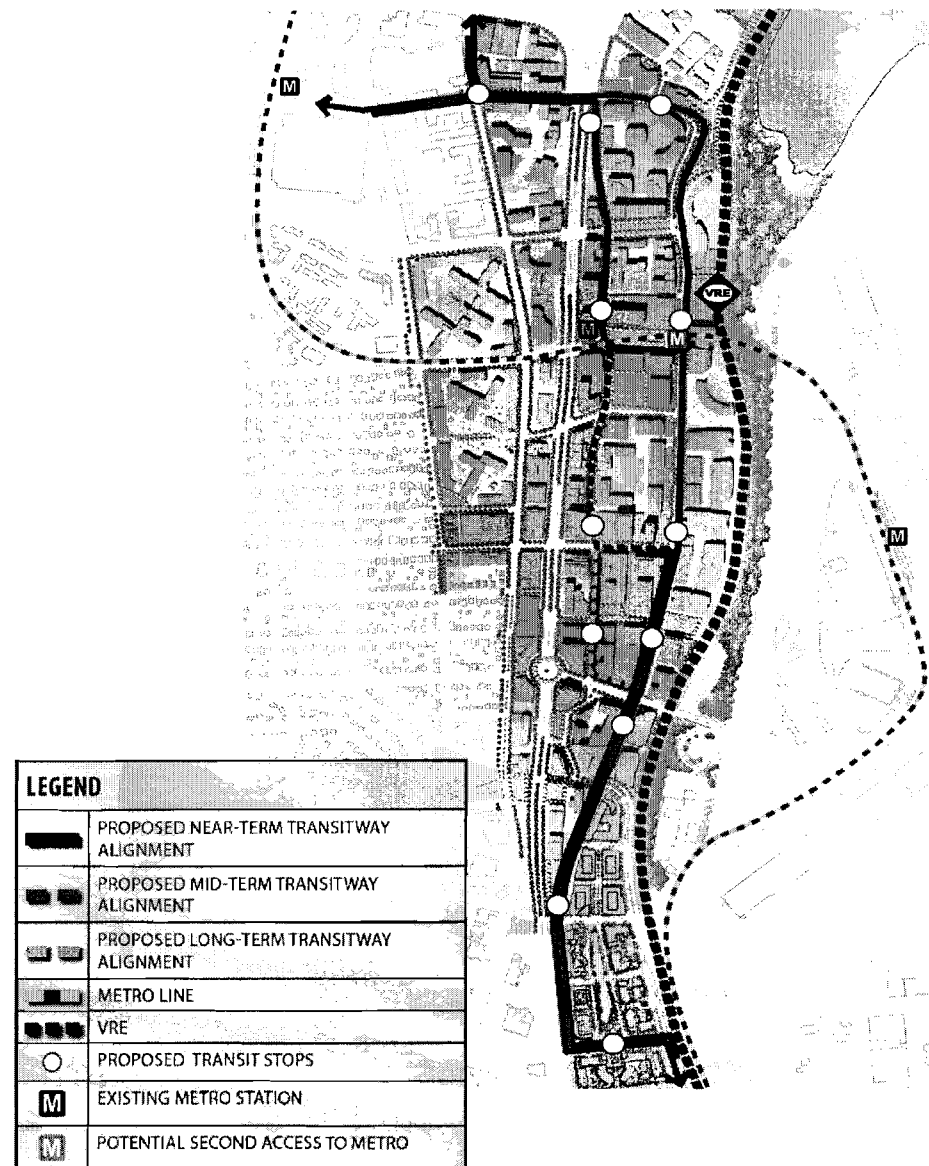 M
VRE
M
M
M
LEGEND
PROPOSED NEAR-TERM TRANSITWAY
ALIGNMENT
PROPOSED MID-TERM TRANSITWAY
ALIGNMENT
PROPOSED LONG-TERM TRANSITWAY
ALIGNMENT
METRO LINE
VRE
PROPOSED TRANSIT STOPS
M
EXISTING METRO STATION
M
POTENTIAL SECOND ACCESS TO METRO